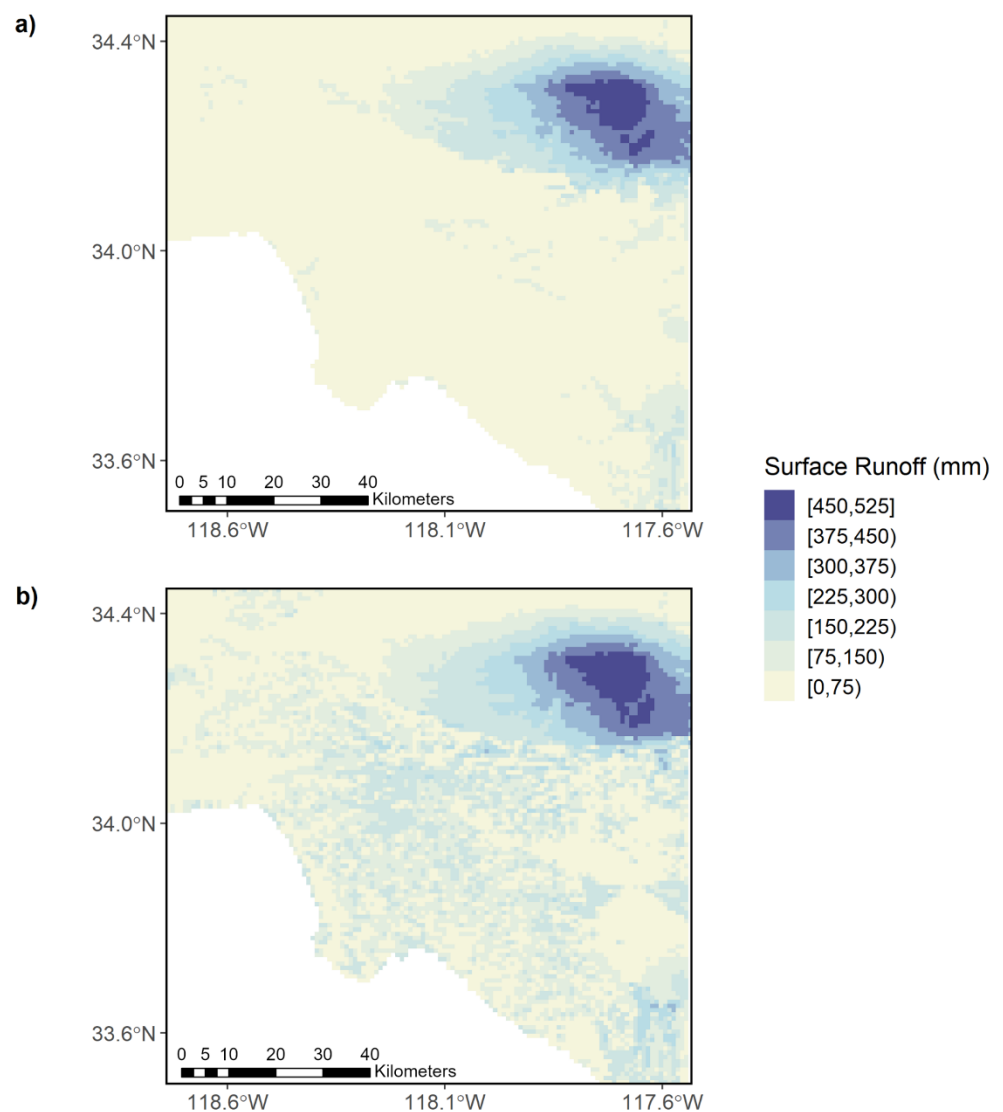 a)
34.4°N
34.0°N
33.6°N
0 5 10 20 30 40
Kilometers
118.6°W 118.1°W 117.6°W
Surface Runoff (mm)
[450,525]
[375,450)
[300,375)
[225,300)
[150,225)
[75,150)
[0,75)
b)
34.4°N
34.0°N
33.6°N
0 5 10 20 30 40
Kilometers
118.6°W 118.1°W 117.6°W